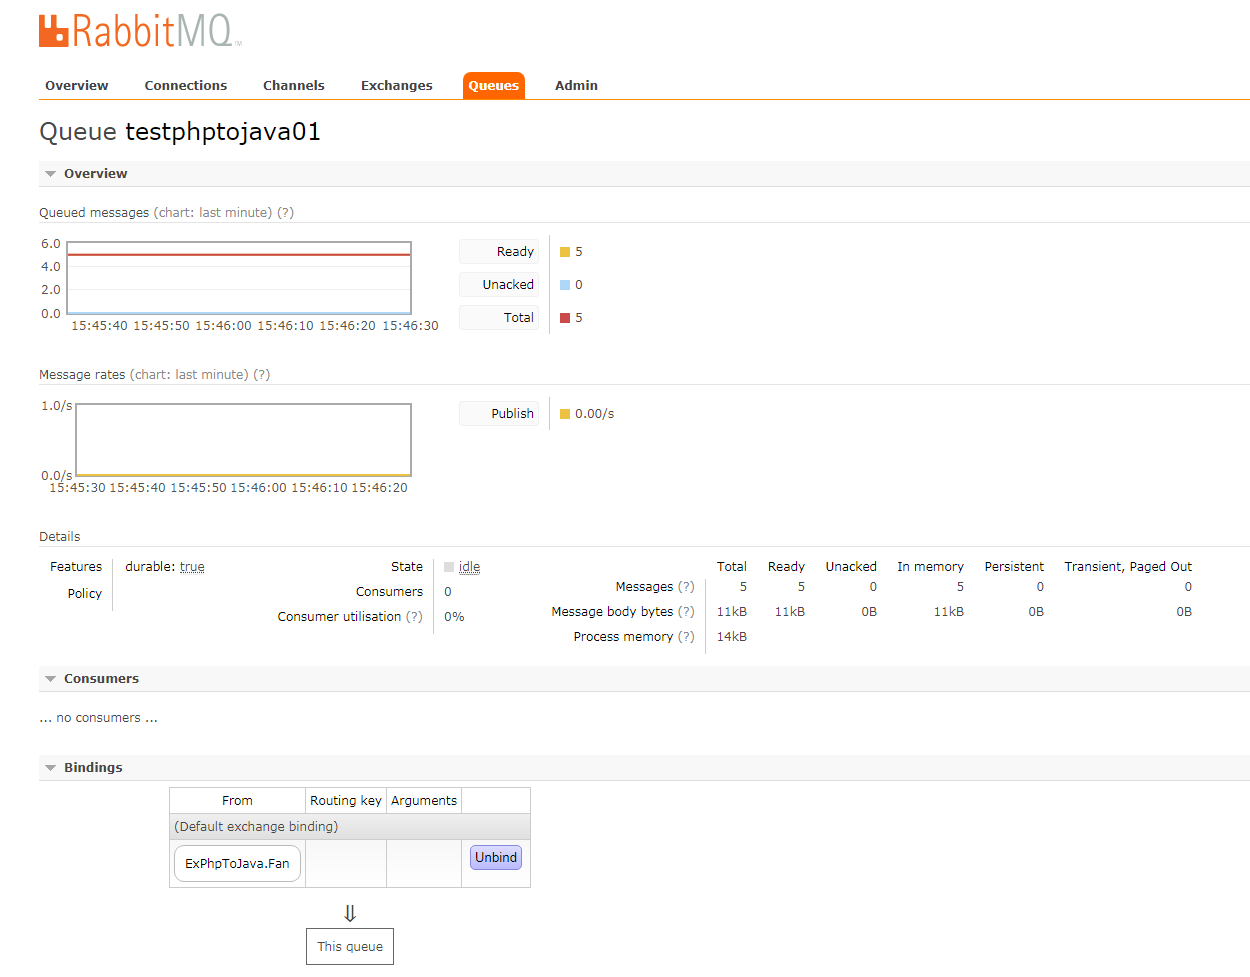 RabbitMQ™
Overview Connections Channels Exchanges Queues Admin
Queue testphptojava01
Overview
Queued messages (chart: last minute) (?)
6.0
4.0
2.0
0.0
15:45:40 15:45:50 15:46:00 15:46:10 15:46:20 15:46:30
Ready 5
Unacked 0
Total 5
Message rates (chart: last minute) (?)
1.0/s
0.0/s
15:45:30 15:45:40 15:45:50 15:46:00 15:46:10 15:46:20
Publish 0.00/s
Details
Features durable: true
Policy
State idle
Consumers 0
Consumer utilisation (?) 0%
Total Ready Unacked In memory Persistent Transient, Paged Out
Messages (?) 5 5 0 5 0 0
Message body bytes (?) 11kB 11kB 0B 11kB 0B 0B
Process memory (?) 14kB
Consumers
... no consumers ...
Bindings
From Routing key Arguments
(Default exchange binding)
ExPhpToJava.Fan Unbind
⇓
This queue